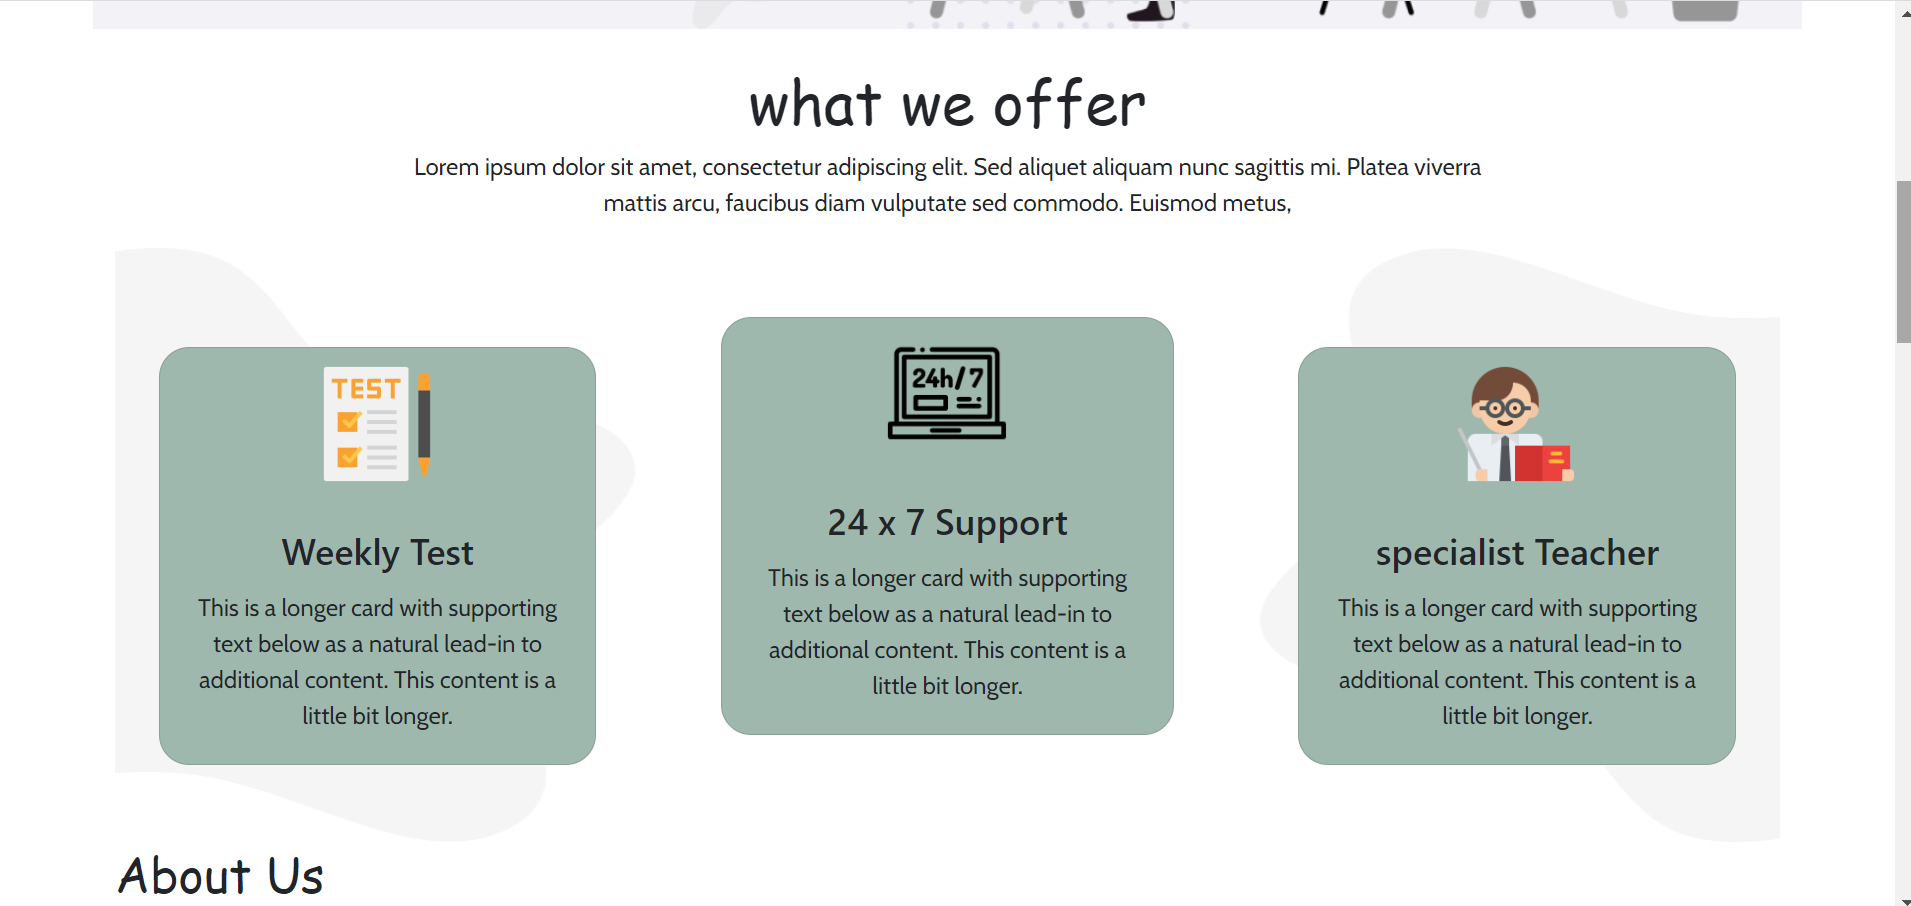 what we offer
Lorem ipsum dolor sit amet, consectetur adipiscing elit. Sed aliquet aliquam nunc sagittis mi. Platea viverra
mattis arcu, faucibus diam vulputate sed commodo. Euismod metus,
TEST
Weekly Test
This is a longer card with supporting
text below as a natural lead-in to
additional content. This content is a
little bit longer.
24h/7
24 x 7 Support
This is a longer card with supporting
text below as a natural lead-in to
additional content. This content is a
little bit longer.
specialist Teacher
This is a longer card with supporting
text below as a natural lead-in to
additional content. This content is a
little bit longer.
About Us